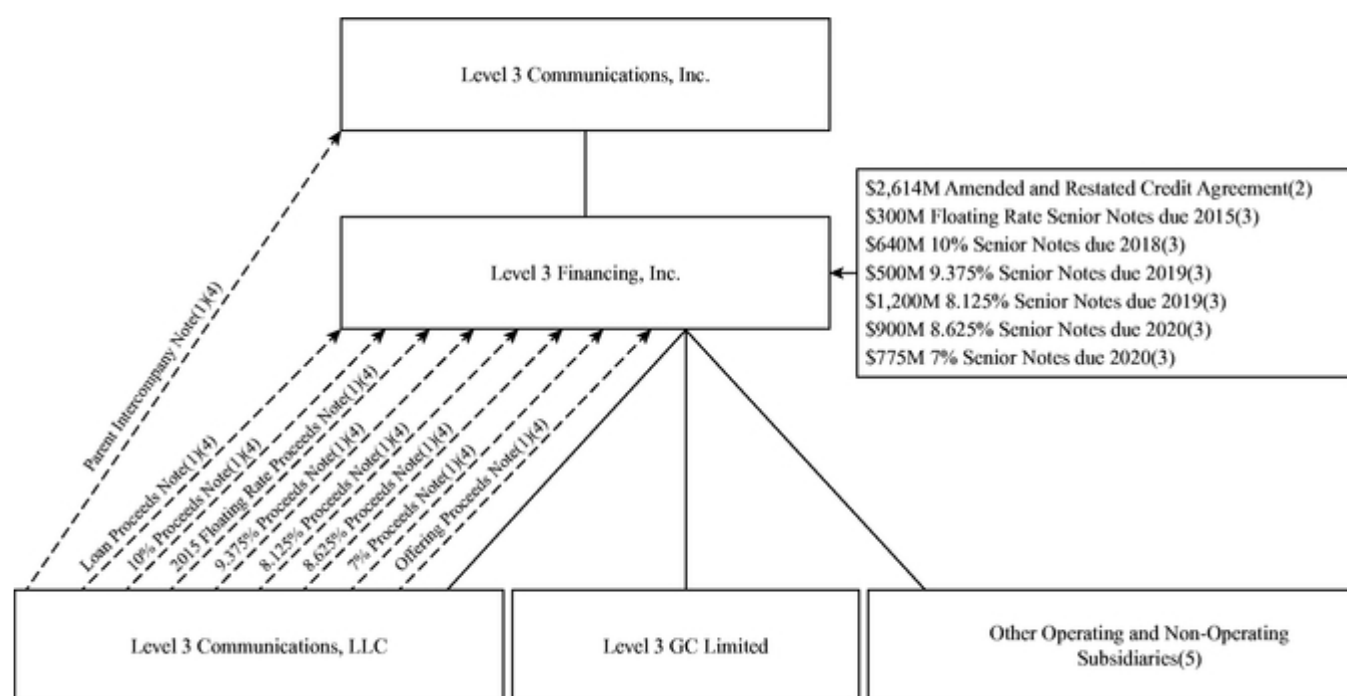 Level 3 Communications, Inc.
$2,614M Amended and Restated Credit Agreement(2)
$300M Floating Rate Senior Notes due 2015(3)
$640M 10% Senior Notes due 2018(3)
$500M 9.375% Senior Notes due 2019(3)
$1,200M 8.125% Senior Notes due 2019(3)
$900M 8.625% Senior Notes due 2020(3)
$775M 7% Senior Notes due 2020(3)
Level 3 Financing, Inc.
Parent Intercompany Note(1)(4)
Loan Proceeds Note(1)(4)
10% Proceeds Note(1)(4)
2015 Floating Rate Proceeds Note(1)(4)
9.375% Proceeds Note(1)(4)
8.125% Proceeds Note(1)(4)
8.625% Proceeds Note(1)(4)
7% Proceeds Note(1)(4)
Offering Proceeds Note(1)(4)
Level 3 Communications, LLC
Level 3 GC Limited
Other Operating and Non-Operating
Subsidiaries(5)